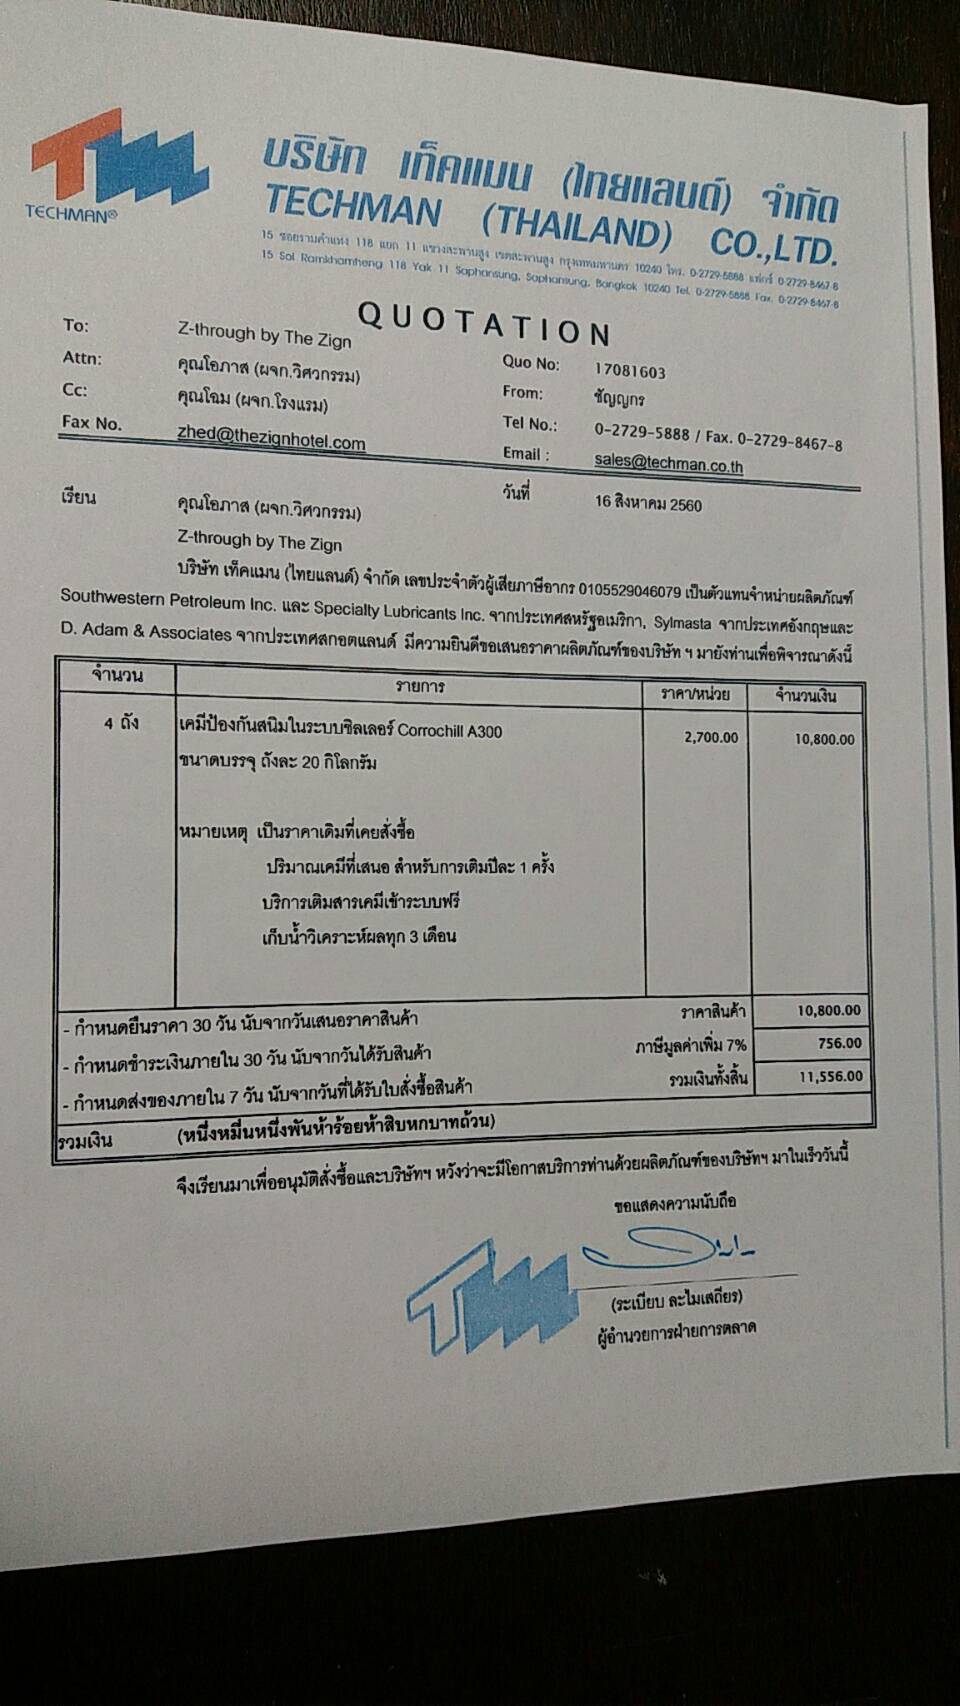 TECHMAN®
บริษัท เท็คแมน (ไทยแลนด์) จำกัด
TECHMAN (THAILAND) CO.,LTD.
15 ซอยรามคำแหง 118 แยก 11 แขวงสะพานสูง เขตสะพานสูง กรุงเทพมหานคร 10240 โทร. 0-2729-5888 แฟกซ์ 0-2729-8467-8
15 Soi Ramkhamheng 118 Yak 11 Saphansung, Saphansung, Bangkok 10240 Tel. 0-2729-5888 Fax. 0-2729-8467-8
QUOTATION
To: Z-through by The Zign Quo No: 17081603
Attn: คุณโอภาส (ผจก.วิศวกรรม) From: ชัญญกร
Cc: คุณโฉม (ผจก.โรงแรม) Tel No.: 0-2729-5888 / Fax. 0-2729-8467-8
Fax No. zhed@thezignhotel.com Email : sales@techman.co.th
เรียน คุณโอภาส (ผจก.วิศวกรรม) วันที่ 16 สิงหาคม 2560
Z-through by The Zign
บริษัท เท็คแมน (ไทยแลนด์) จำกัด เลขประจำตัวผู้เสียภาษีอากร 0105529046079 เป็นตัวแทนจำหน่ายผลิตภัณฑ์
Southwestern Petroleum Inc. และ Specialty Lubricants Inc. จากประเทศสหรัฐอเมริกา, Sylmasta จากประเทศอังกฤษและ
D. Adam & Associates จากประเทศสกอตแลนด์ มีความยินดีขอเสนอราคาผลิตภัณฑ์ของบริษัท ฯ มายังท่านเพื่อพิจารณาดังนี้
จำนวน รายการ ราคา/หน่วย จำนวนเงิน
4 ถัง เคมีป้องกันสนิมในระบบชิลเลอร์ Corrochill A300 2,700.00 10,800.00
ขนาดบรรจุ ถังละ 20 กิโลกรัม
หมายเหตุ เป็นราคาเดิมที่เคยสั่งซื้อ
ปริมาณเคมีที่เสนอ สำหรับการเติมปีละ 1 ครั้ง
บริการเติมสารเคมีเข้าระบบฟรี
เก็บน้ำวิเคราะห์ผลทุก 3 เดือน
- กำหนดยืนราคา 30 วัน นับจากวันเสนอราคาสินค้า ราคาสินค้า 10,800.00
- กำหนดชำระเงินภายใน 30 วัน นับจากวันได้รับสินค้า ภาษีมูลค่าเพิ่ม 7% 756.00
- กำหนดส่งของภายใน 7 วัน นับจากวันที่ได้รับใบสั่งซื้อสินค้า รวมเงินทั้งสิ้น 11,556.00
รวมเงิน (หนึ่งหมื่นหนึ่งพันห้าร้อยห้าสิบหกบาทถ้วน)
จึงเรียนมาเพื่ออนุมัติสั่งซื้อและบริษัทฯ หวังว่าจะมีโอกาสบริการท่านด้วยผลิตภัณฑ์ของบริษัทฯ มาในเร็ววันนี้
ขอแสดงความนับถือ
(ระเบียบ ละไมเสถียร)
ผู้อำนวยการฝ่ายการตลาด